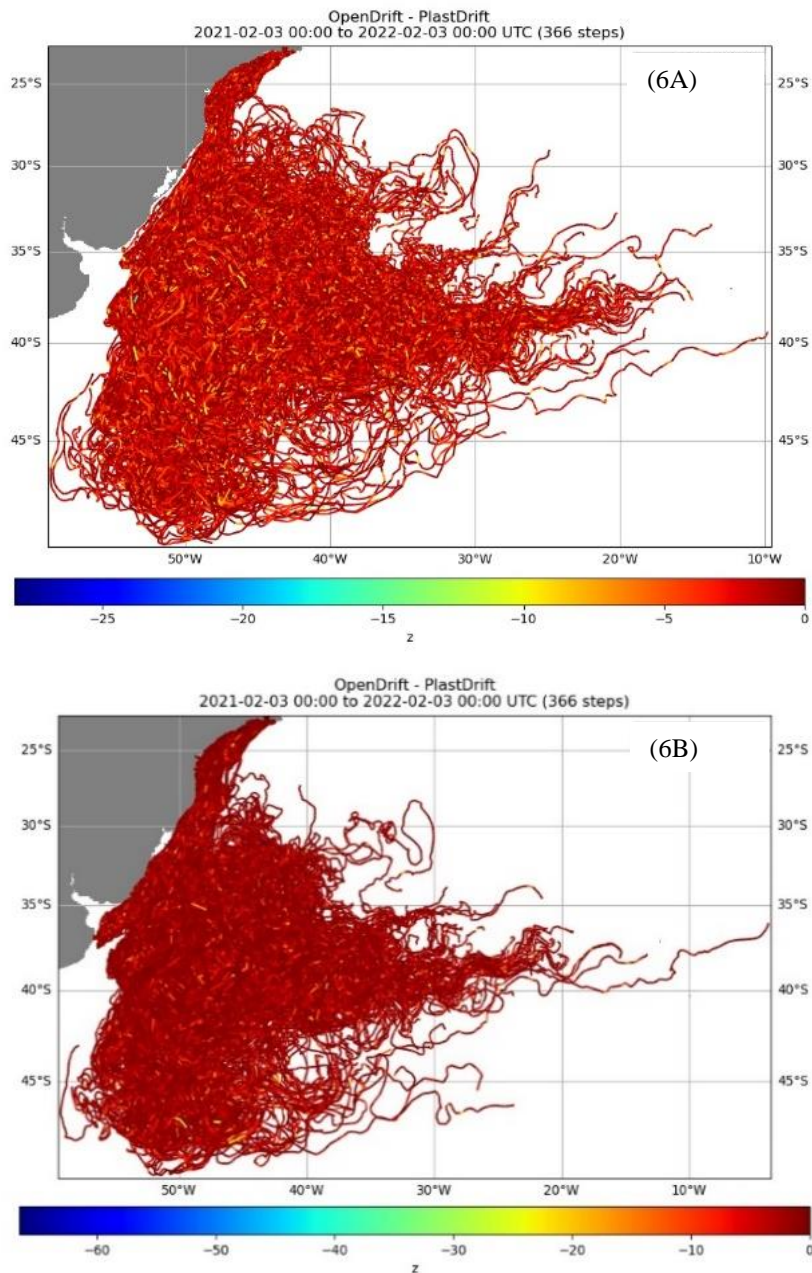 OpenDrift - PlastDrift
2021-02-03 00:00 to 2022-02-03 00:00 UTC (366 steps)
(6A)
25°S 25°S
30°S 30°S
35°S 35°S
40°S 40°S
45°S 45°S
50°W 40°W 30°W 20°W 10°W
−25 −20 −15 −10 −5 0
z
OpenDrift - PlastDrift
2021-02-03 00:00 to 2022-02-03 00:00 UTC (366 steps)
(6B)
25°S 25°S
30°S 30°S
35°S 35°S
40°S 40°S
45°S 45°S
50°W 40°W 30°W 20°W 10°W
−60 −50 −40 −30 −20 −10 0
z